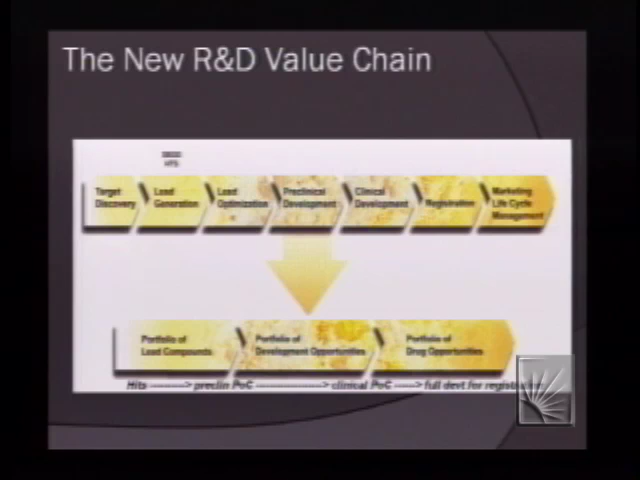 The New R&D Value Chain
HTS
Target
Discovery
Lead
Generation
Lead
Optimization
Preclinical
Development
Clinical
Development
Registration
Marketing
Life Cycle
Management
Portfolio of
Lead Compounds
Portfolio of
Development Opportunities
Portfolio of
Drug Opportunities
Hits ---------> preclin PoC ---------------> clinical PoC -----> full devt for